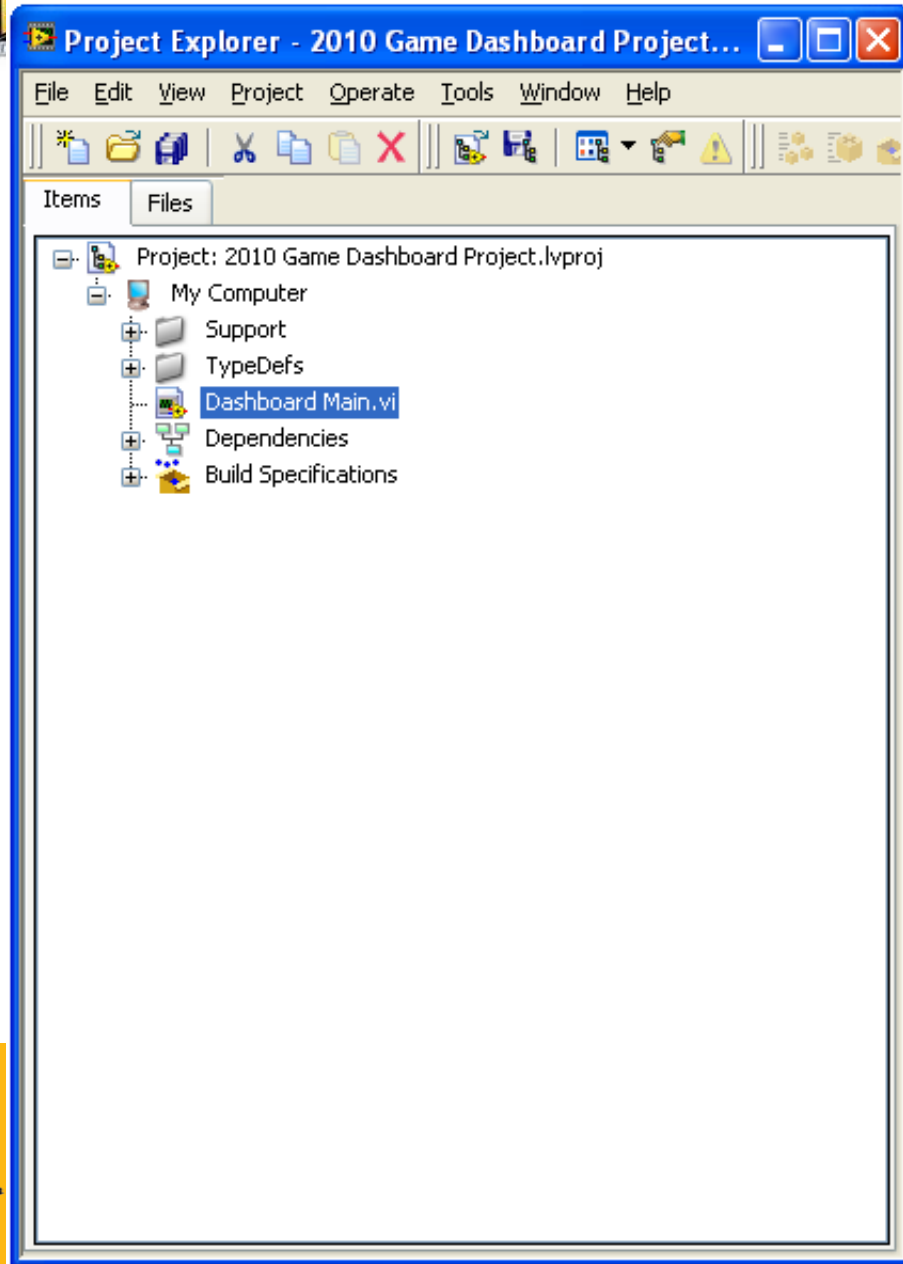 Project Explorer - 2010 Game Dashboard Project...
File Edit View Project Operate Tools Window Help
Items Files
Project: 2010 Game Dashboard Project.lvproj
My Computer
Support
TypeDefs
Dashboard Main.vi
Dependencies
Build Specifications